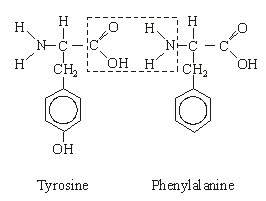 H H O H H O
N C C N C C
H OH H OH
CH2 CH2
OH
Tyrosine Phenylalanine